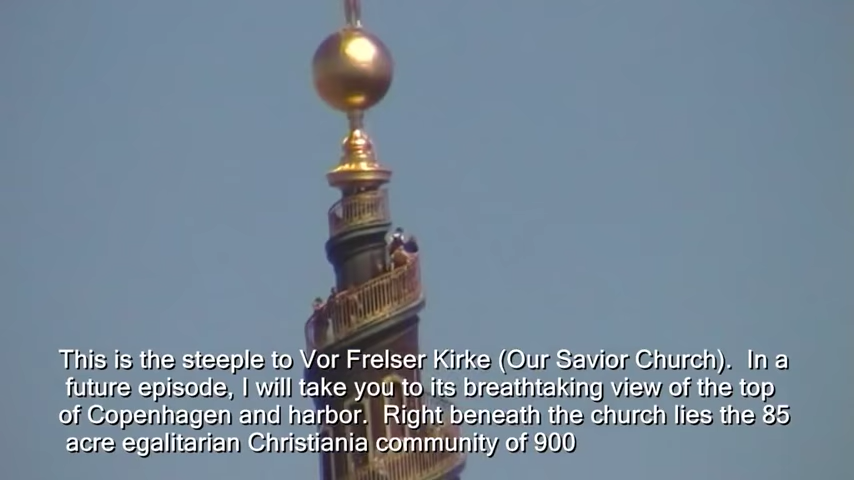 This is the steeple to Vor Frelser Kirke (Our Savior Church).  In a
future episode, I will take you to its breathtaking view of the top
of Copenhagen and harbor.  Right beneath the church lies the 85
acre egalitarian Christiania community of 900